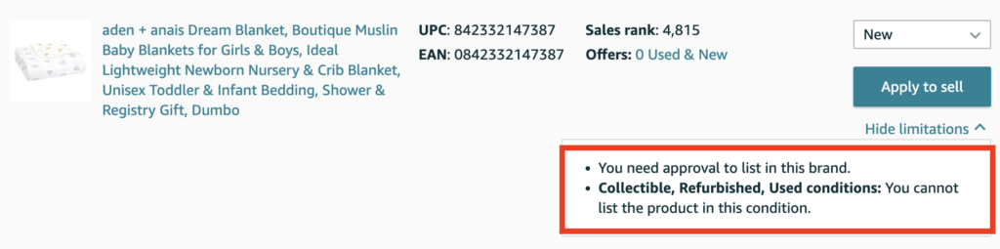 aden + anais Dream Blanket, Boutique Muslin
Baby Blankets for Girls & Boys, Ideal
Lightweight Newborn Nursery & Crib Blanket,
Unisex Toddler & Infant Bedding, Shower &
Registry Gift, Dumbo
UPC: 842332147387
EAN: 0842332147387
Sales rank: 4,815
Offers: 0 Used & New
New
Apply to sell
Hide limitations
• You need approval to list in this brand.
• Collectible, Refurbished, Used conditions: You cannot
list the product in this condition.